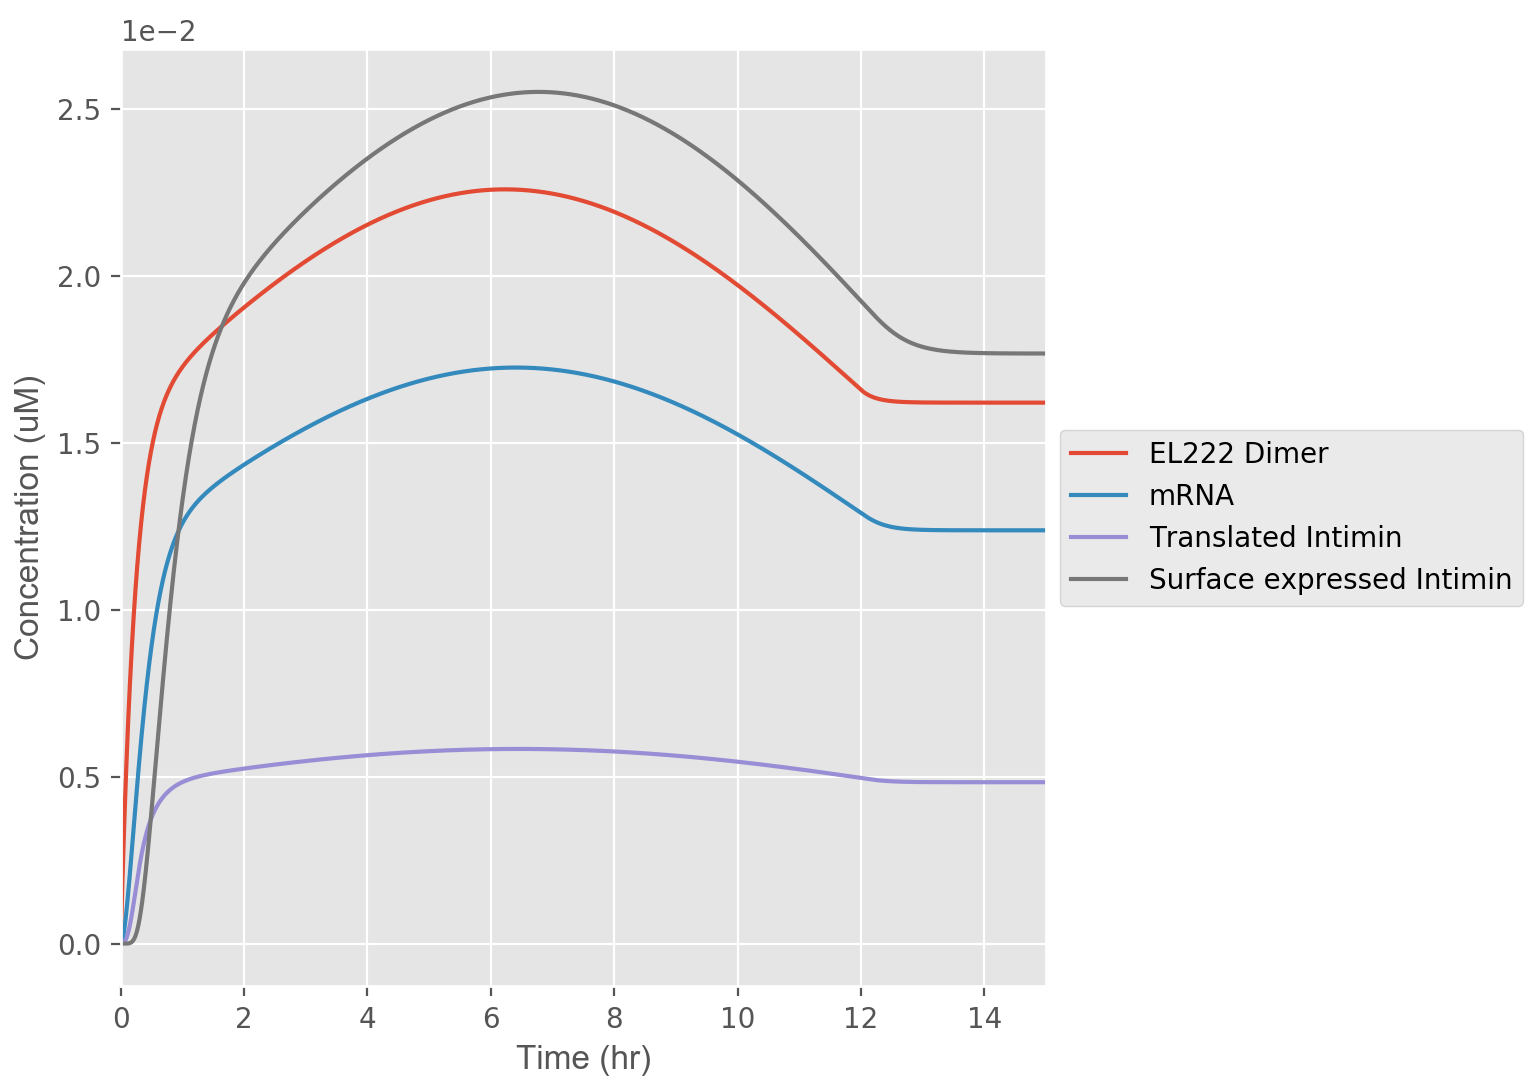 1e−2
2.5
2.0
1.5
1.0
0.5
0.0
Concentration (uM)
0 2 4 6 8 10 12 14
Time (hr)
EL222 Dimer
mRNA
Translated Intimin
Surface expressed Intimin